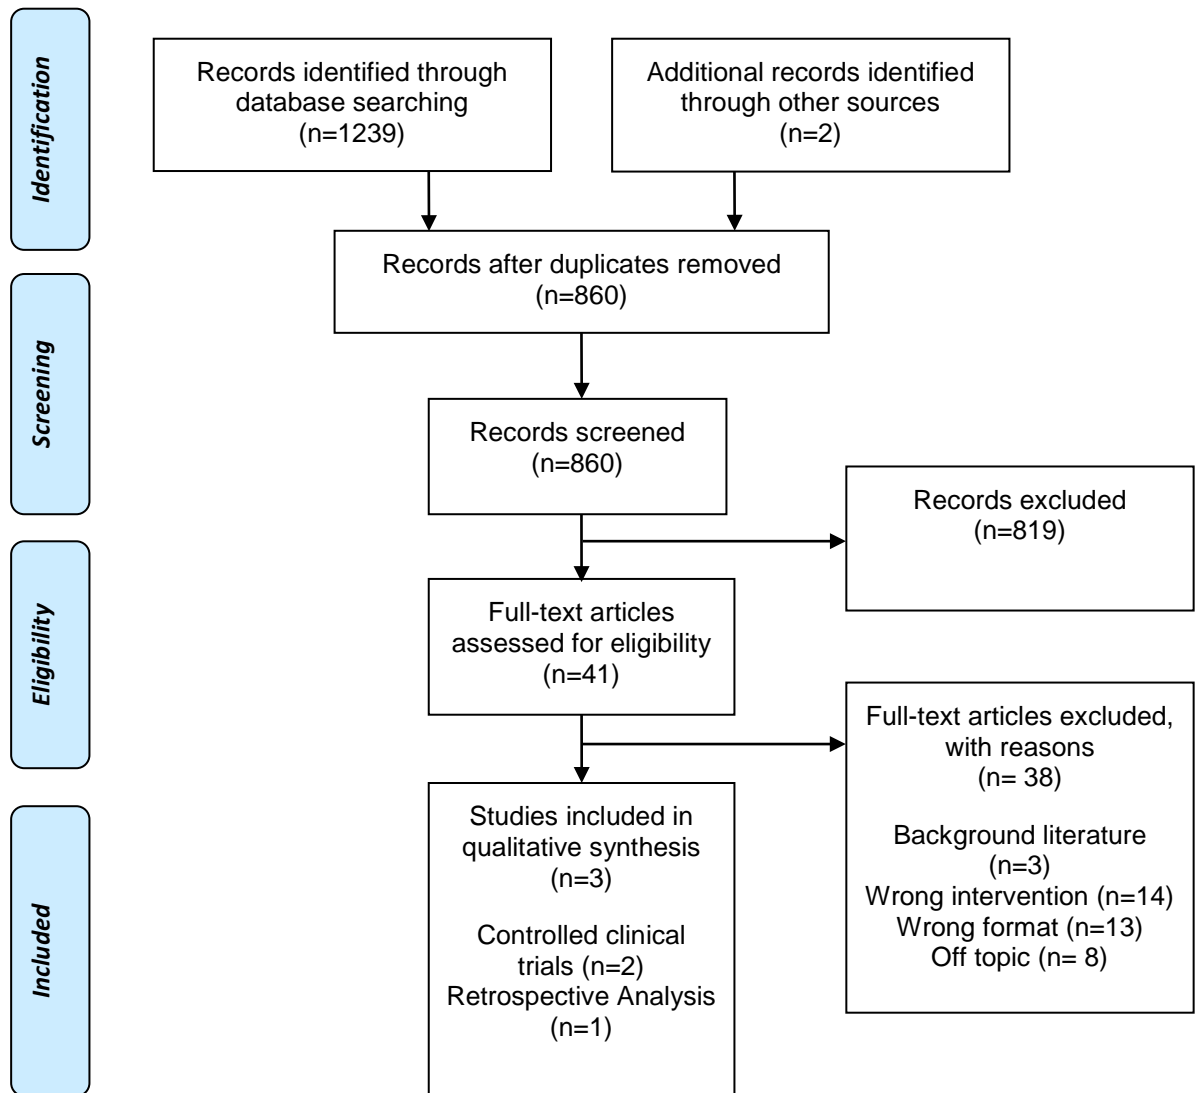 Identification
Records identified through
database searching
(n=1239)
Additional records identified
through other sources
(n=2)
Records after duplicates removed
(n=860)
Screening
Records screened
(n=860)
Records excluded
(n=819)
Eligibility
Full-text articles
assessed for eligibility
(n=41)
Full-text articles excluded,
with reasons
(n= 38)
Background literature
(n=3)
Wrong intervention (n=14)
Wrong format (n=13)
Off topic (n= 8)
Included
Studies included in
qualitative synthesis
(n=3)
Controlled clinical
trials (n=2)
Retrospective Analysis
(n=1)